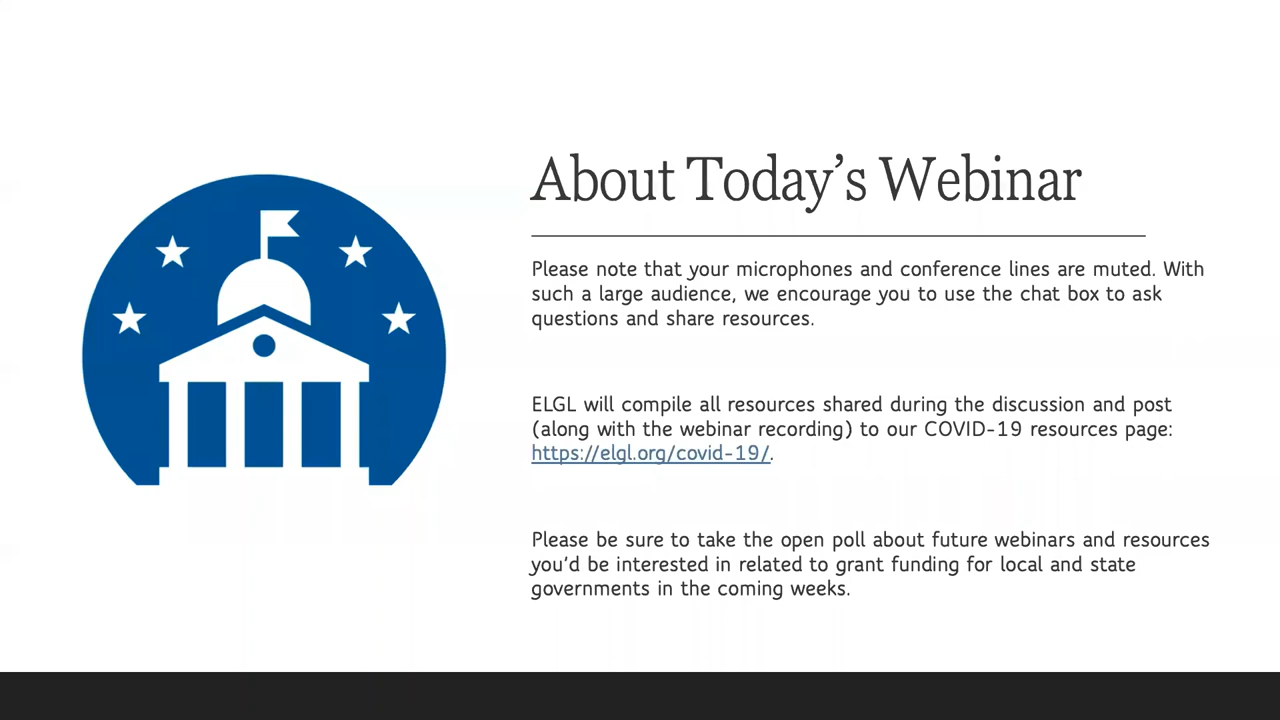 About Today’s Webinar
Please note that your microphones and conference lines are muted. With
such a large audience, we encourage you to use the chat box to ask
questions and share resources.
ELGL will compile all resources shared during the discussion and post
(along with the webinar recording) to our COVID-19 resources page:
https://elgl.org/covid-19/.
Please be sure to take the open poll about future webinars and resources
you’d be interested in related to grant funding for local and state
governments in the coming weeks.